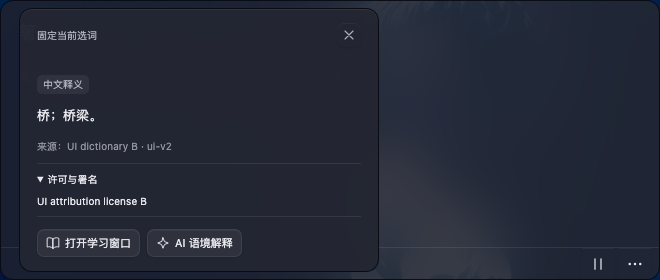 固定当前选词
中文释义
桥；桥梁。
来源：UI dictionary B · ui-v2
▼ 许可与署名
UI attribution license B
打开学习窗口
AI 语境解释